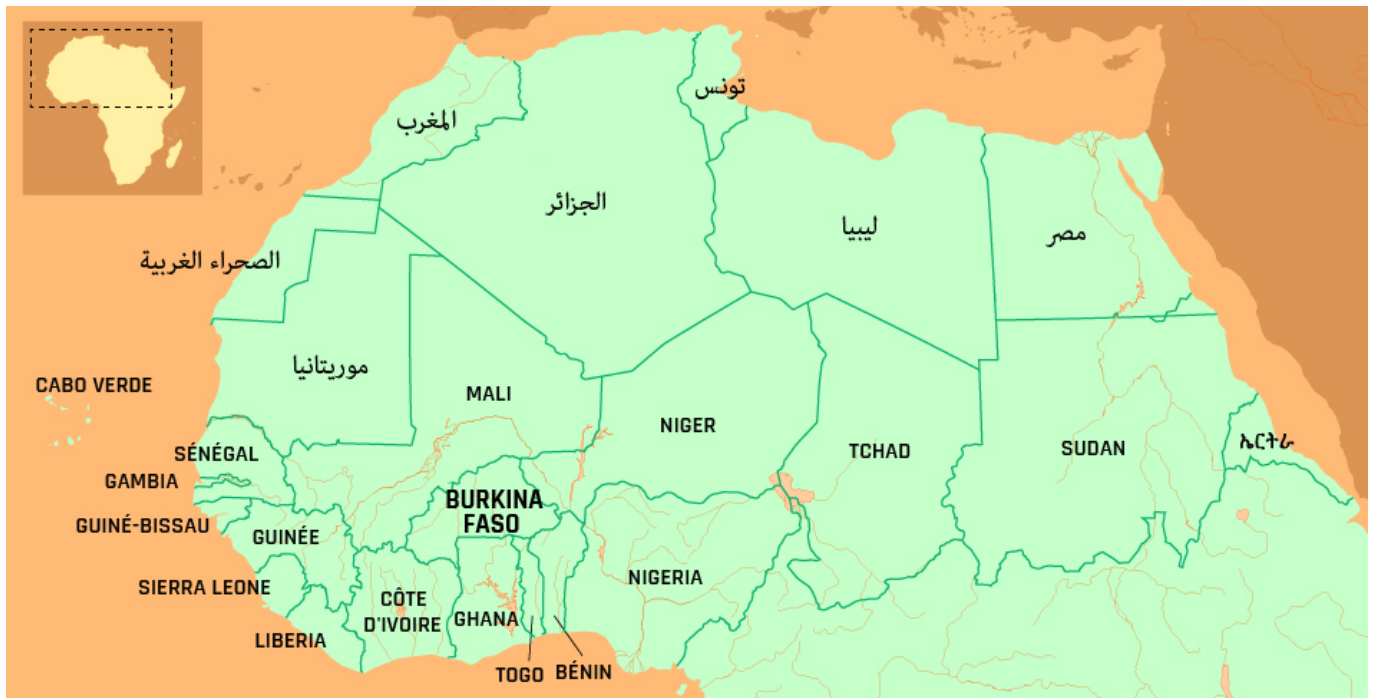 تونس
المغرب
الجزائر
ليبيا
مصر
الصحراء الغربية
موريتانيا
CABO VERDE
MALI
NIGER
TCHAD
SUDAN
ኤርትራ
SÉNÉGAL
GAMBIA
BURKINA
FASO
GUINÉ-BISSAU
GUINÉE
SIERRA LEONE
NIGERIA
CÔTE
D'IVOIRE
GHANA
LIBERIA
TOGO
BÉNIN